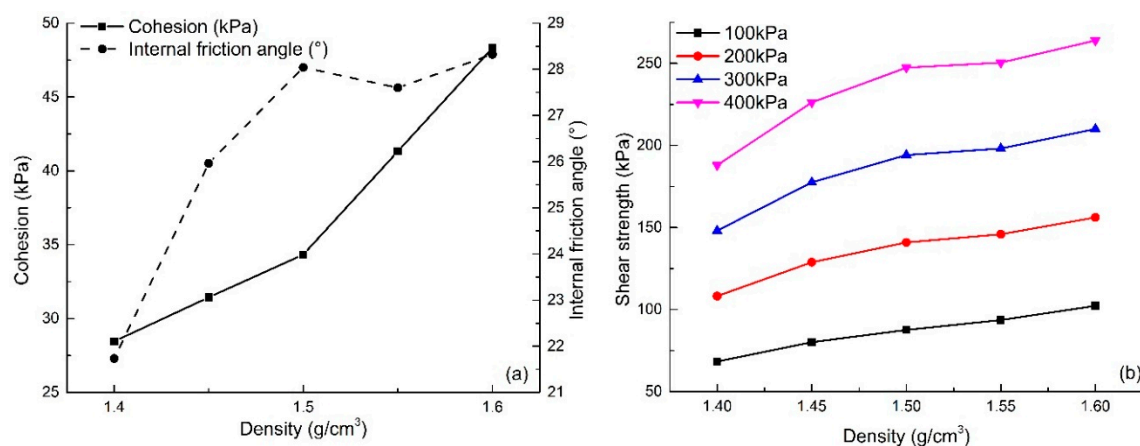 Cohesion (kPa)
Internal friction angle (°)
50
45
40
35
30
25
Cohesion (kPa)
29
28
27
26
25
24
23
22
21
Internal friction angle (°)
1.4
1.5
1.6
Density (g/cm³)
(a)
100kPa
200kPa
300kPa
400kPa
250
200
150
100
50
Shear strength (kPa)
1.40
1.45
1.50
1.55
1.60
Density (g/cm³)
(b)